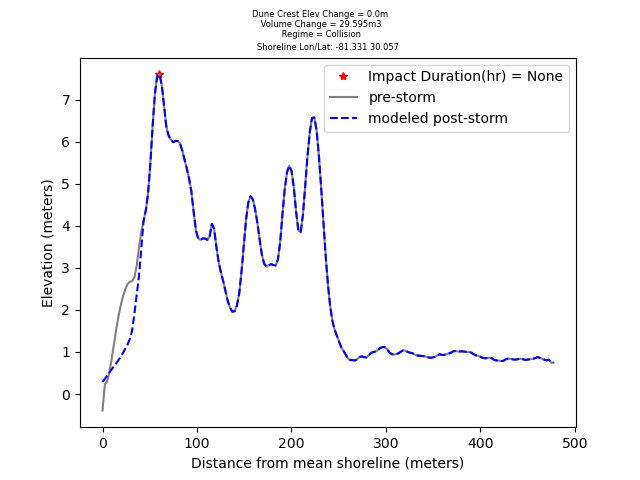 Dune Crest Elev Change = 0.0m
Volume Change = 29.595m3
Regime = Collision
Shoreline Lon/Lat: -81.331 30.057
Impact Duration(hr) = None
pre-storm
modeled post-storm
7
6
5
4
3
2
1
0
Elevation (meters)
0 100 200 300 400 500
Distance from mean shoreline (meters)